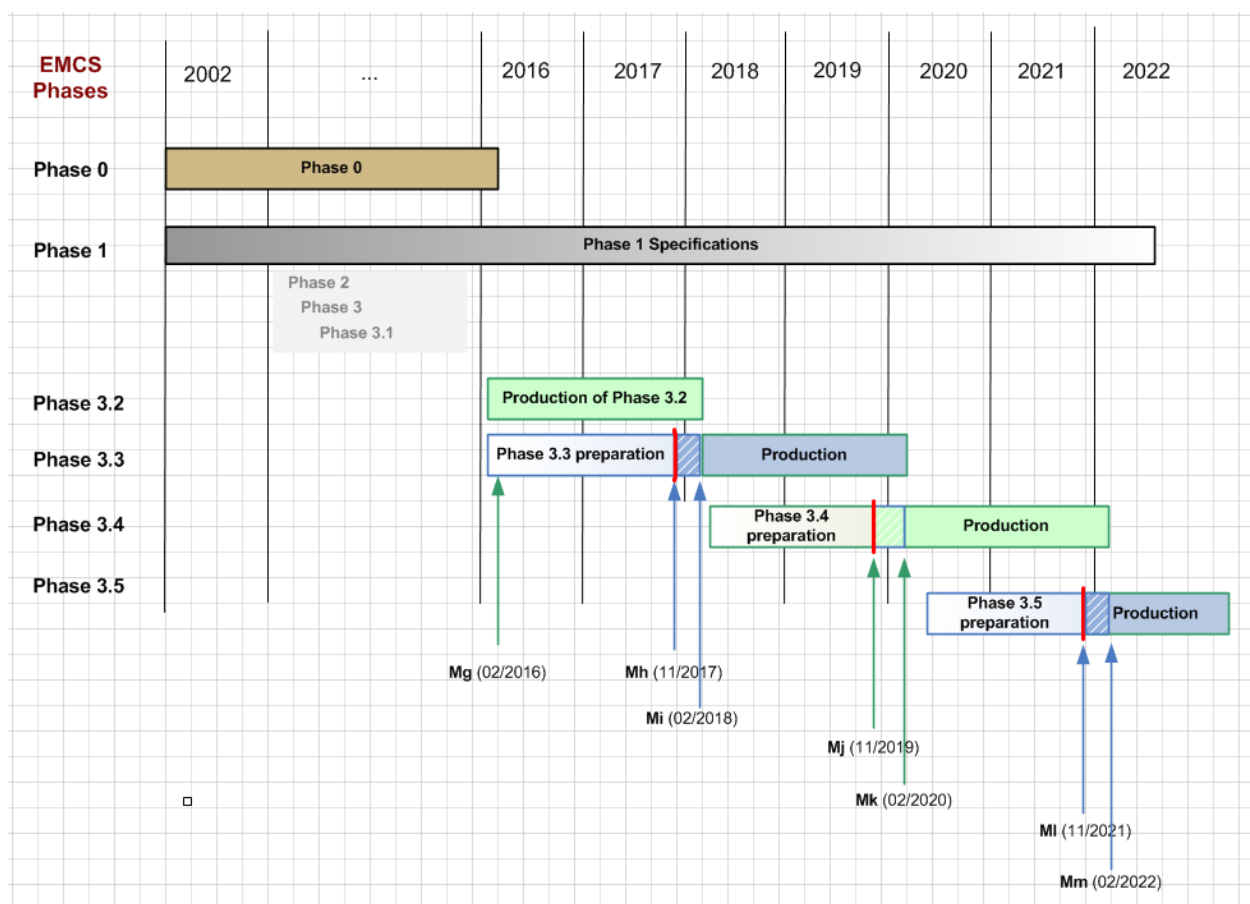 EMCS
Phases
2002
...
2016
2017
2018
2019
2020
2021
2022
Phase 0
Phase 0
Phase 1
Phase 1 Specifications
Phase 2
Phase 3
Phase 3.1
Phase 3.2
Production of Phase 3.2
Phase 3.3
Phase 3.3 preparation
Production
Phase 3.4
Phase 3.4
preparation
Production
Phase 3.5
Phase 3.5
preparation
Production
Mg (02/2016)
Mh (11/2017)
Mi (02/2018)
Mj (11/2019)
Mk (02/2020)
Ml (11/2021)
Mm (02/2022)